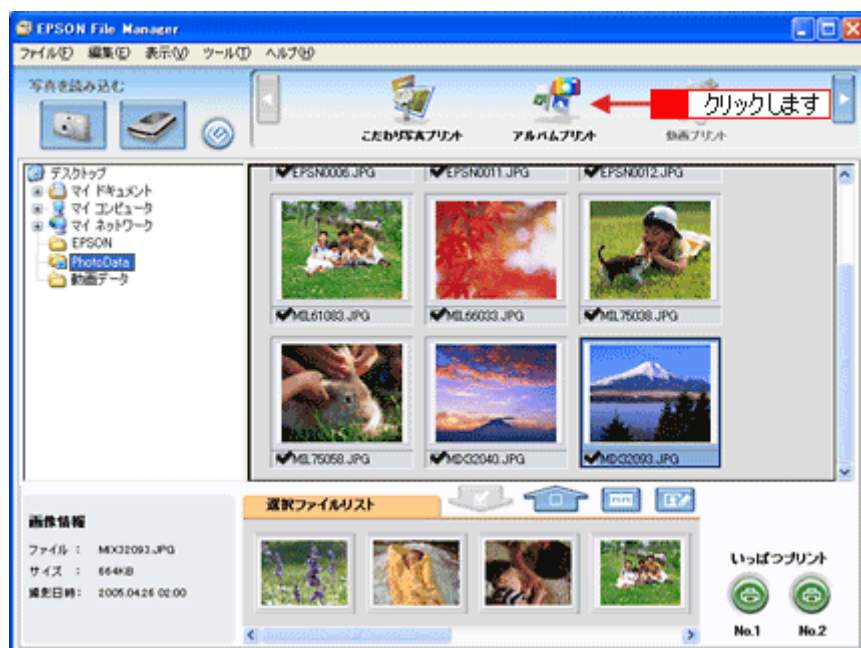 EPSON File Manager
ファイル(F) 編集(E) 表示(V) ツール(T) ヘルプ(H)
写真を読み込む
クリックします
こだわり写真プリント アルバムプリント 動画プリント
デスクトップ
マイ ドキュメント
マイ コンピュータ
マイ ネットワーク
EPSON
PhotoData
動画データ
EPSN0006.JPG EPSN0011.JPG EPSN0012.JPG
MIL61083.JPG MIL66033.JPG MIL75038.JPG
MIL75058.JPG MIX32040.JPG MIX32093.JPG
選択ファイルリスト
画像情報
ファイル : MIX32093.JPG
サイズ : 664KB
撮影日時: 2005.04.26 02:00
いっぱつプリント
No.1 No.2